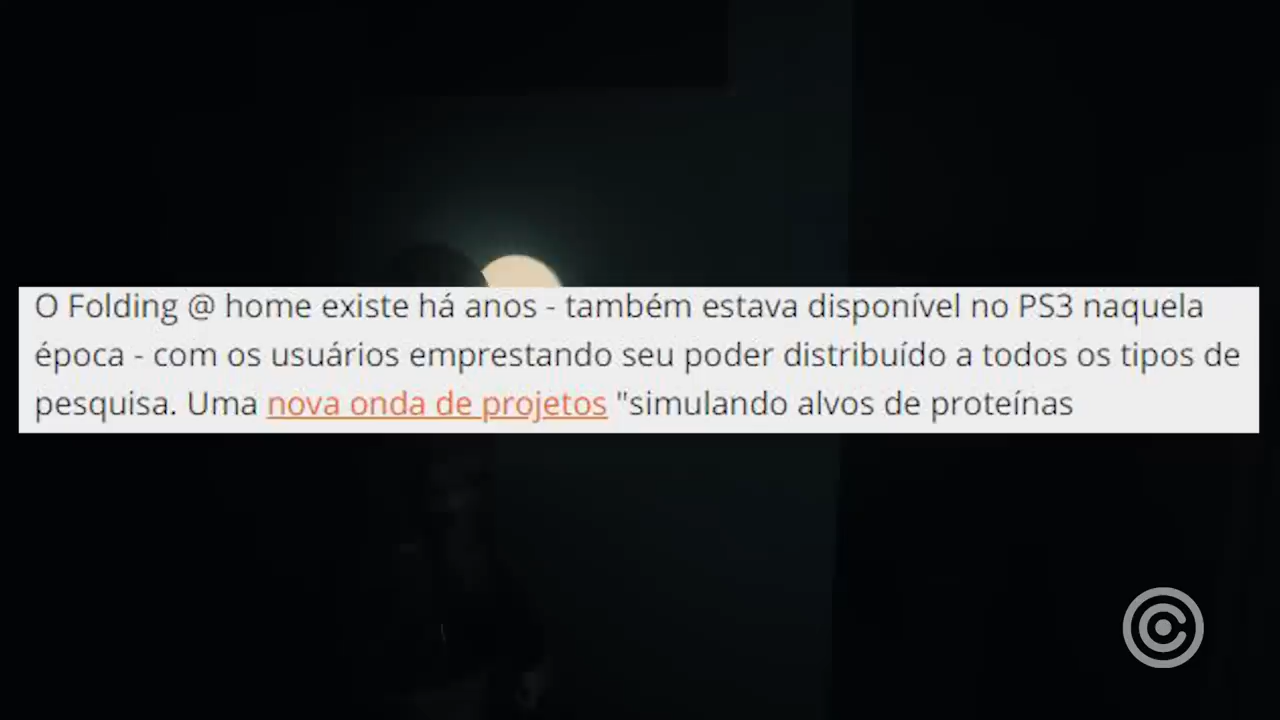 O Folding @ home existe há anos - também estava disponível no PS3 naquela
época - com os usuários emprestando seu poder distribuído a todos os tipos de
pesquisa. Uma nova onda de projetos "simulando alvos de proteínas